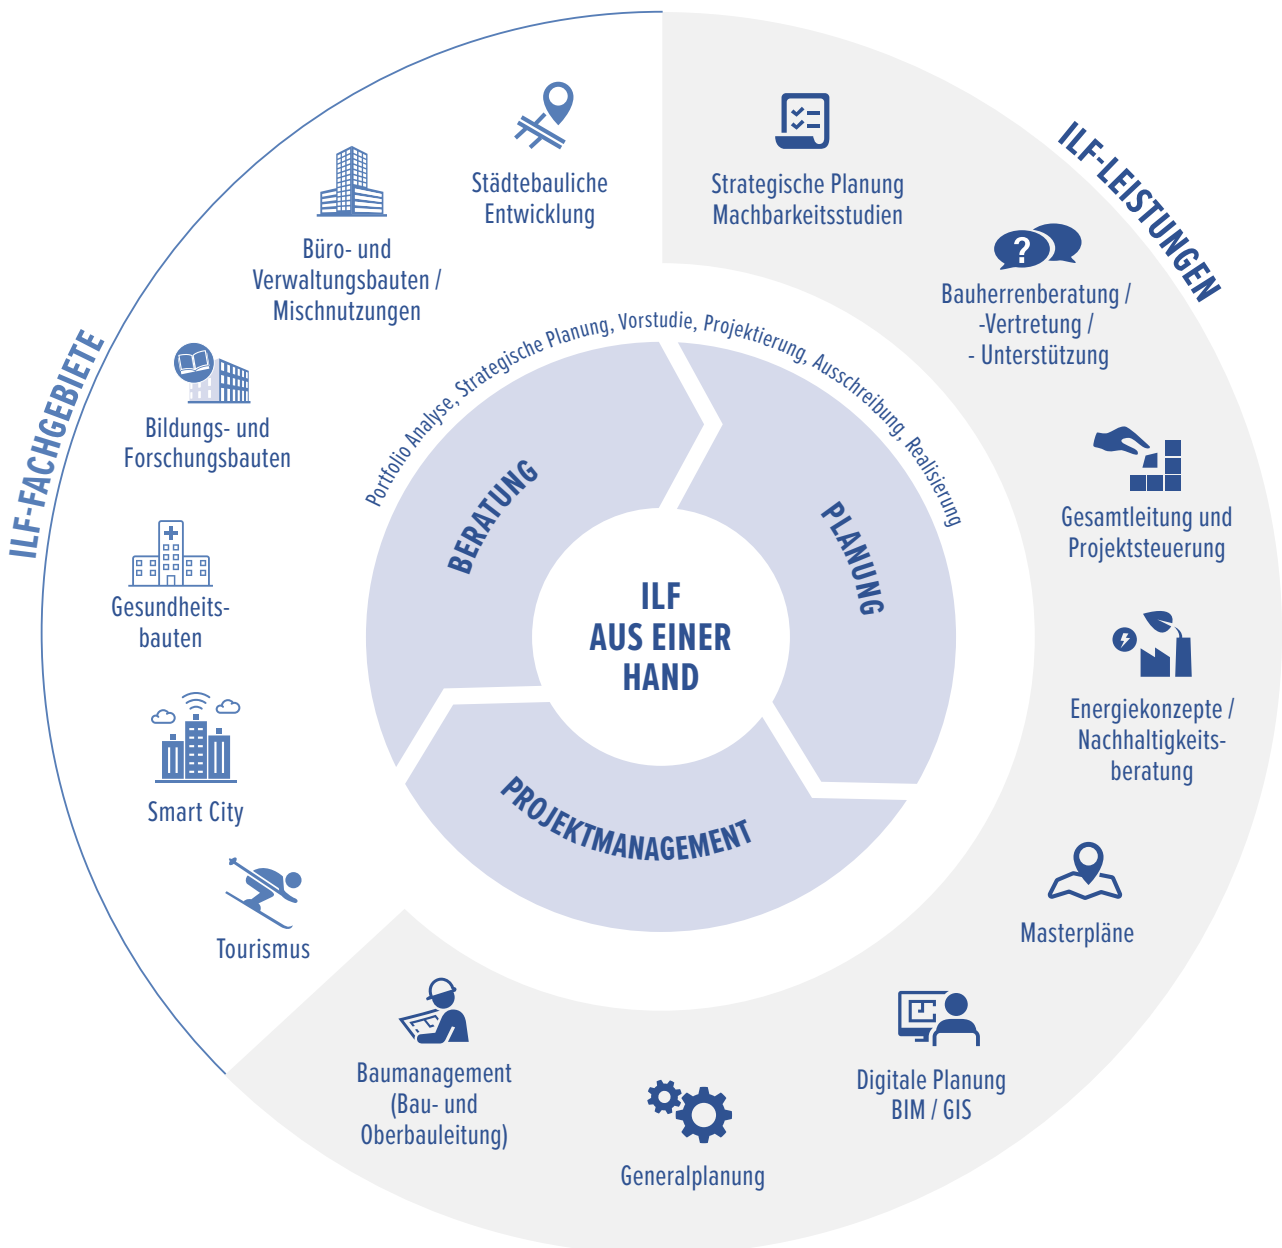 ILF-FACHGEBIETE
Städtebauliche
Entwicklung
Büro- und
Verwaltungsbauten /
Mischnutzungen
Bildungs- und
Forschungsbauten
Gesundheits-
bauten
Smart City
Tourismus
ILF-LEISTUNGEN
Strategische Planung
Machbarkeitsstudien
Bauherrenberatung /
-Vertretung /
- Unterstützung
Gesamtleitung und
Projektsteuerung
Energiekonzepte /
Nachhaltigkeits-
beratung
Masterpläne
Digitale Planung
BIM / GIS
Generalplanung
Baumanagement
(Bau- und
Oberbauleitung)
Portfolio Analyse, Strategische Planung, Vorstudie, Projektierung, Ausschreibung, Realisierung
BERATUNG
PLANUNG
PROJEKTMANAGEMENT
ILF
AUS EINER
HAND